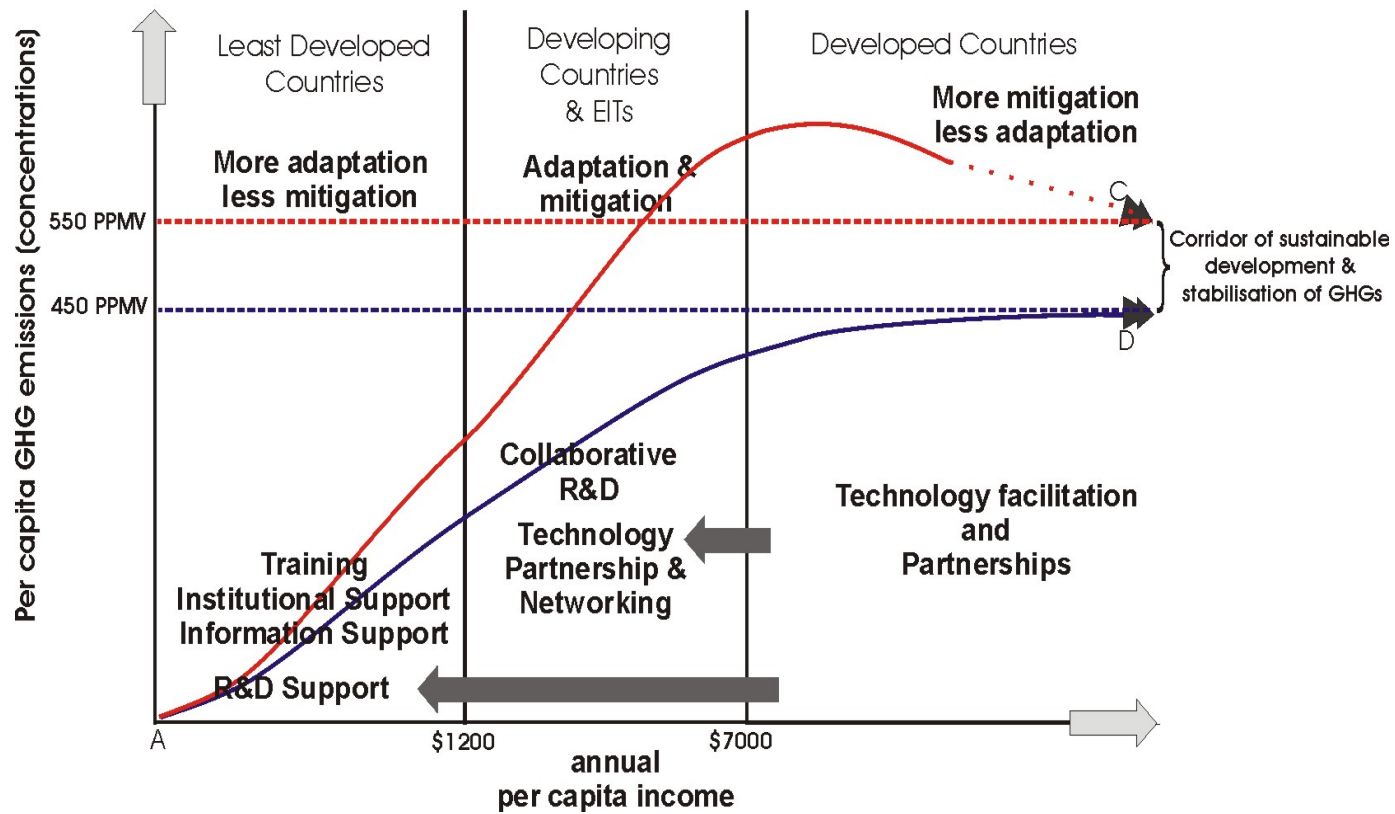 Per capita GHG emissions (concentrations)
Least Developed
Countries
Developing
Countries
& EITs
Developed Countries
More adaptation
less mitigation
Adaptation &
mitigation
More mitigation
less adaptation
550 PPMV
450 PPMV
C
D
Corridor of sustainable
development &
stabilisation of GHGs
Collaborative
R&D
Technology
Partnership &
Networking
Technology facilitation
and
Partnerships
Training
Institutional Support
Information Support
R&D Support
A
$1200
$7000
annual
per capita income